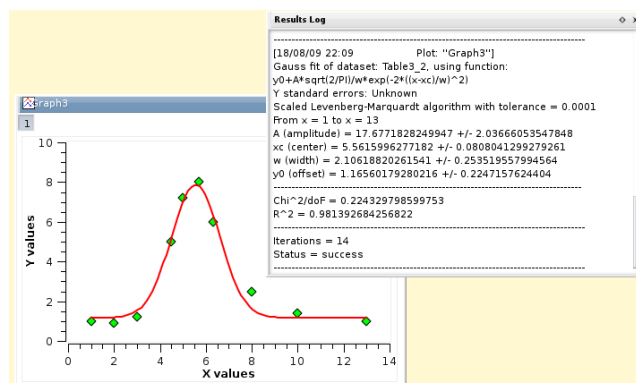 Results Log
[18/08/09 22:09 Plot: "Graph3"]
Gauss fit of dataset: Table3_2, using function:
y0+A*sqrt(2/PI)/w*exp(-2*((x-xc)/w)^2)
Y standard errors: Unknown
Scaled Levenberg-Marquardt algorithm with tolerance = 0.0001
From x = 1 to x = 13
A (amplitude) = 17.6771828249947 +/- 2.03666053547848
xc (center) = 5.5615996277182 +/- 0.0808041299279261
w (width) = 2.10618820261541 +/- 0.253519557994564
y0 (offset) = 1.16560179280216 +/- 0.2247157624404
Chi^2/doF = 0.224329798599753
R^2 = 0.981392684256822
Iterations = 14
Status = success
Graph3
1
10
8
6
4
2
0
Y values
0 2 4 6 8 10 12 14
X values